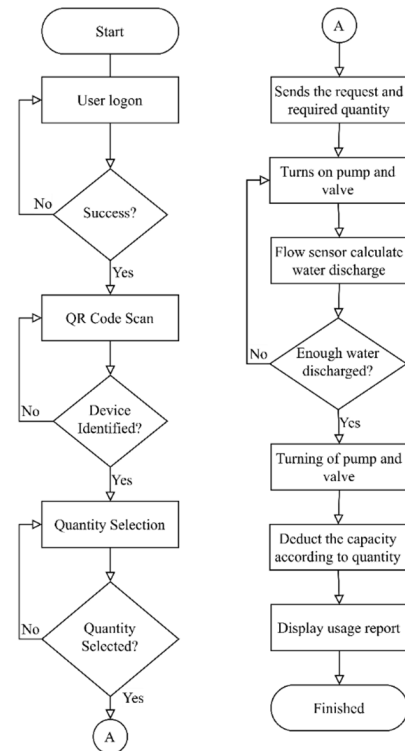 Start
User logon
No
Success?
Yes
QR Code Scan
No
Device
Identified?
Yes
Quantity Selection
No
Quantity
Selected?
Yes
A
A
Sends the request and
required quantity
Turns on pump and
valve
Flow sensor calculate
water discharge
No
Enough water
discharged?
Yes
Turning of pump and
valve
Deduct the capacity
according to quantity
Display usage report
Finished